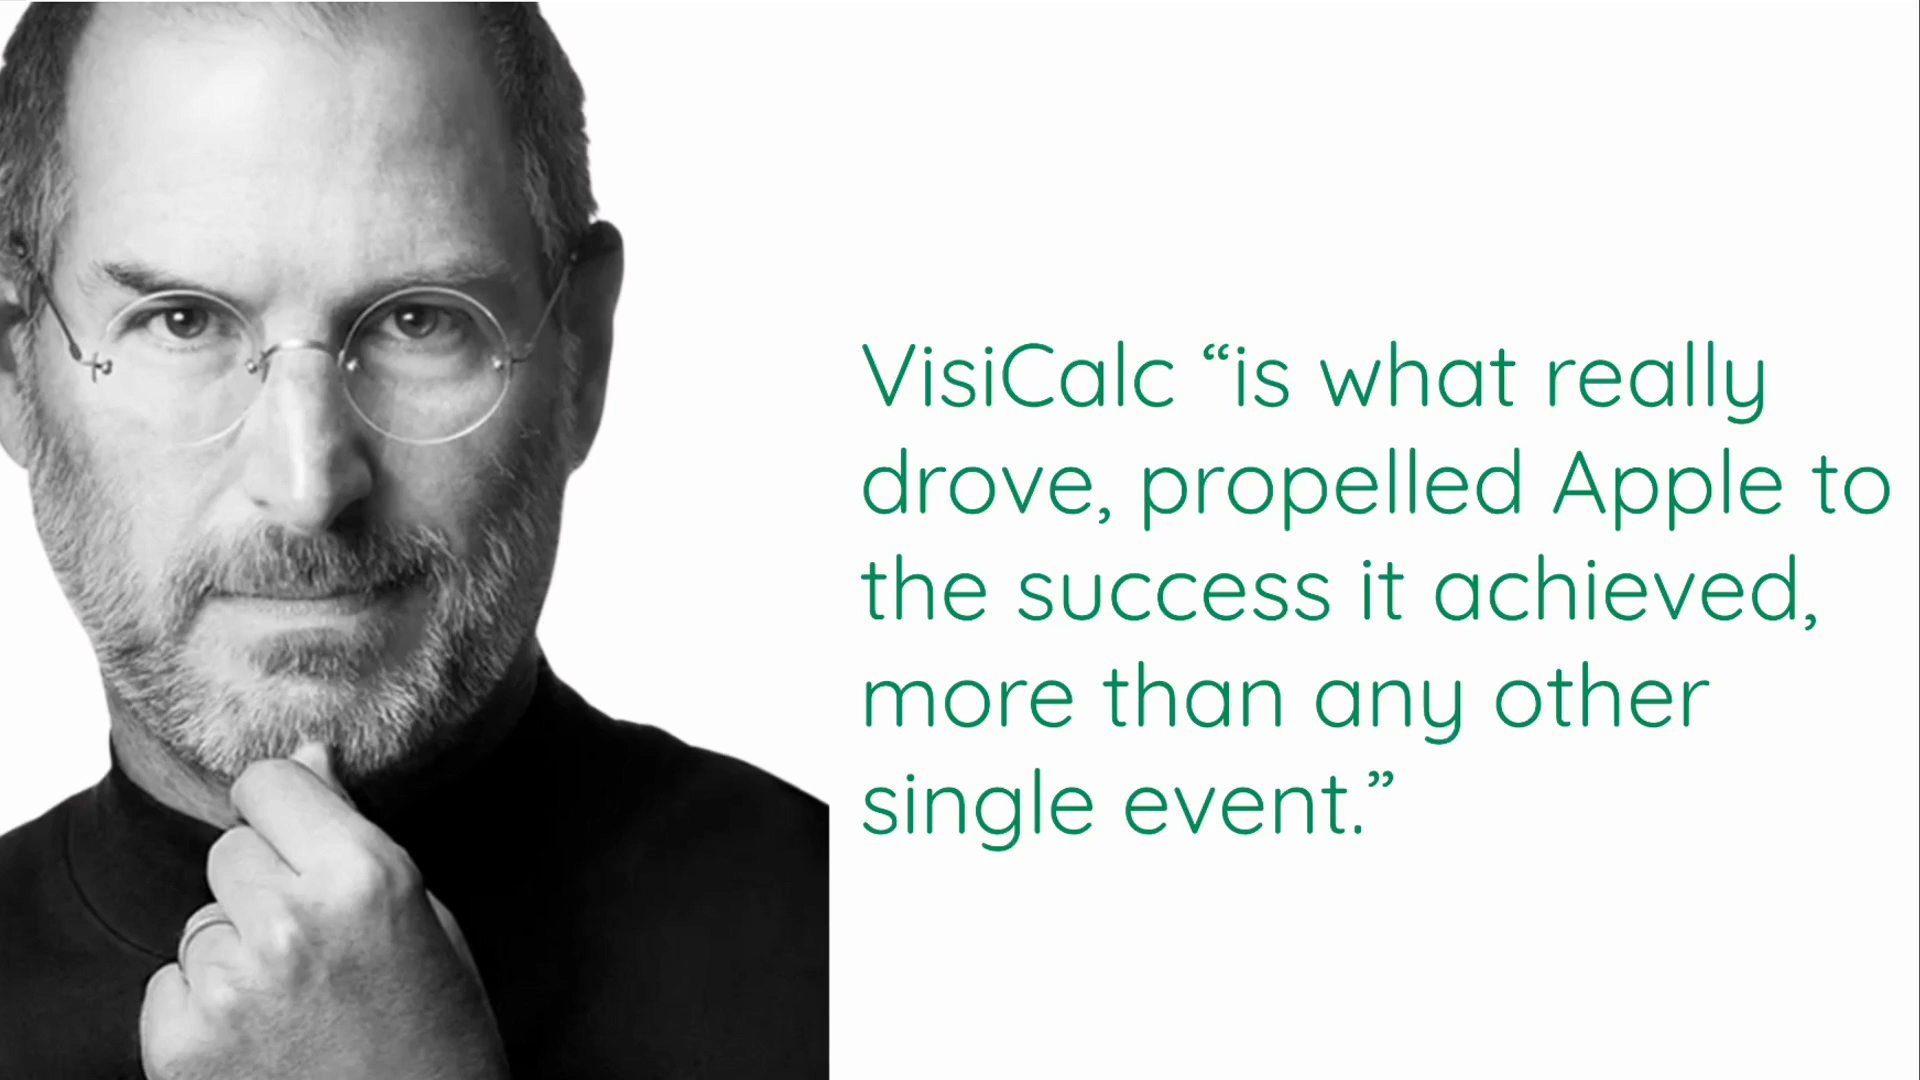 VisiCalc “is what really
drove, propelled Apple to
the success it achieved,
more than any other
single event.”